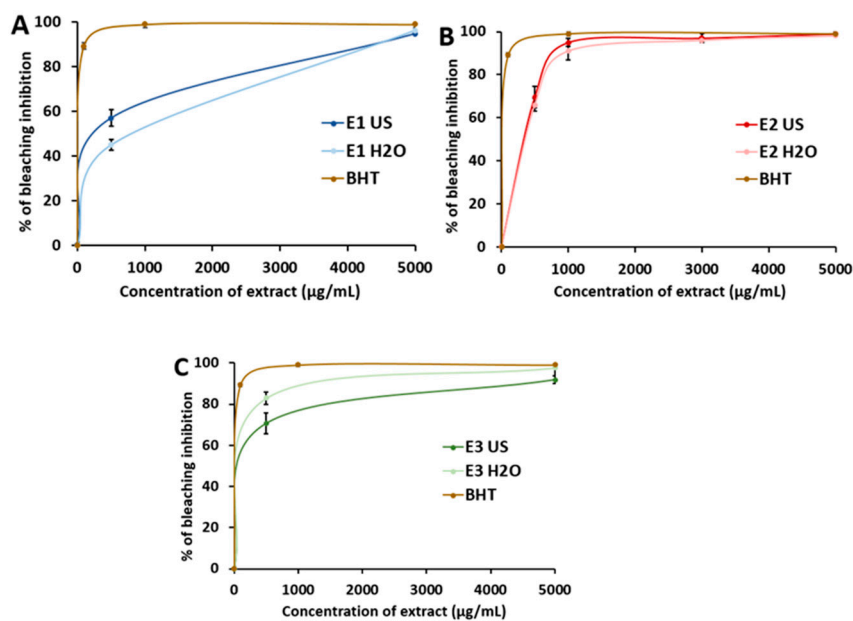 A
% of bleaching inhibition
100
80
60
40
20
0
E1 US
E1 H2O
BHT
0 1000 2000 3000 4000 5000
Concentration of extract (µg/mL)
B
% of bleaching inhibition
100
80
60
40
20
0
E2 US
E2 H2O
BHT
0 1000 2000 3000 4000 5000
Concentration of extract (µg/mL)
C
% of bleaching inhibition
100
80
60
40
20
0
E3 US
E3 H2O
BHT
0 1000 2000 3000 4000 5000
Concentration of extract (µg/mL)